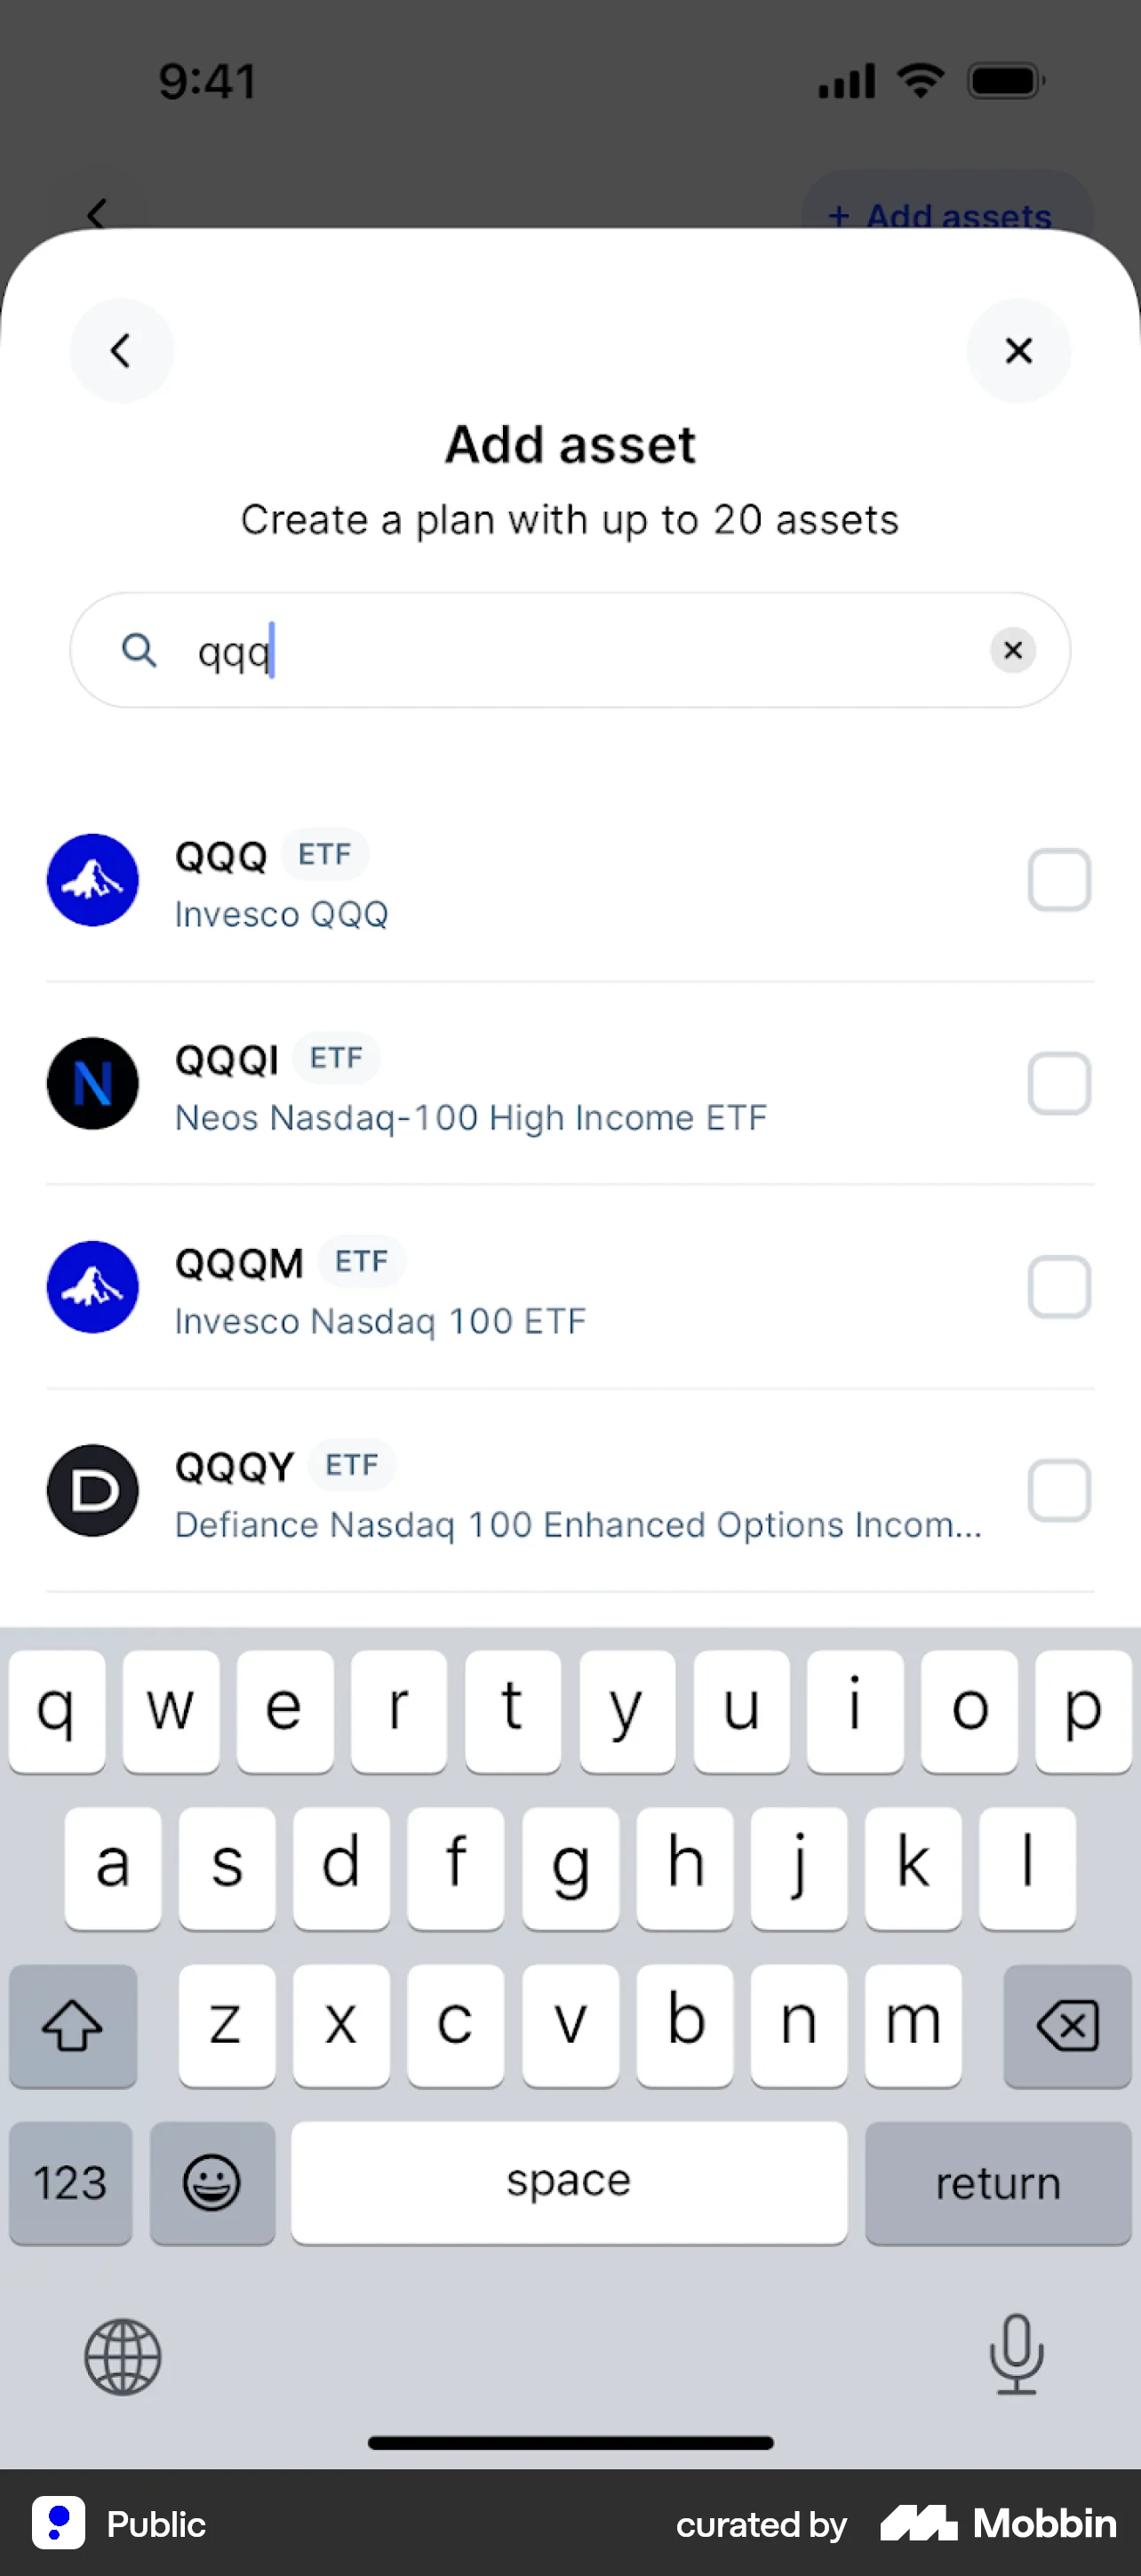 9:41
+ Add assets
Add asset
Create a plan with up to 20 assets
qqq
QQQ ETF
Invesco QQQ
QQQI ETF
Neos Nasdaq-100 High Income ETF
QQQM ETF
Invesco Nasdaq 100 ETF
QQQY ETF
Defiance Nasdaq 100 Enhanced Options Incom...
q w e r t y u i o p
a s d f g h j k l
z x c v b n m
123 space return
Public curated by Mobbin